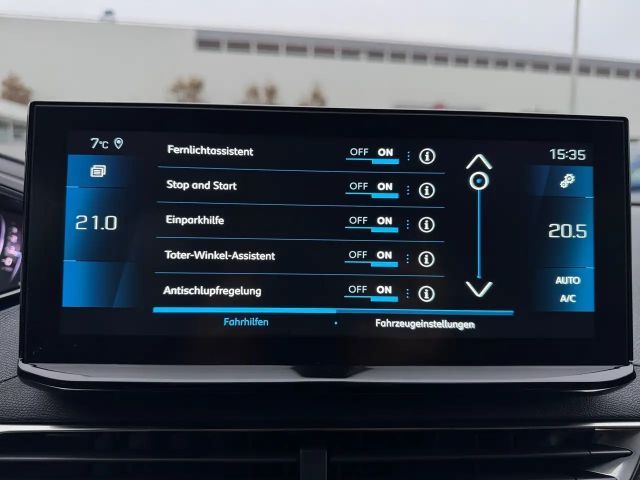 7°C
15:35
Fernlichtassistent OFF ON
Stop and Start OFF ON
Einparkhilfe OFF ON
Toter-Winkel-Assistent OFF ON
Antischlupfregelung OFF ON
21.0
20.5
AUTO
A/C
Fahrhilfen
Fahrzeugeinstellungen